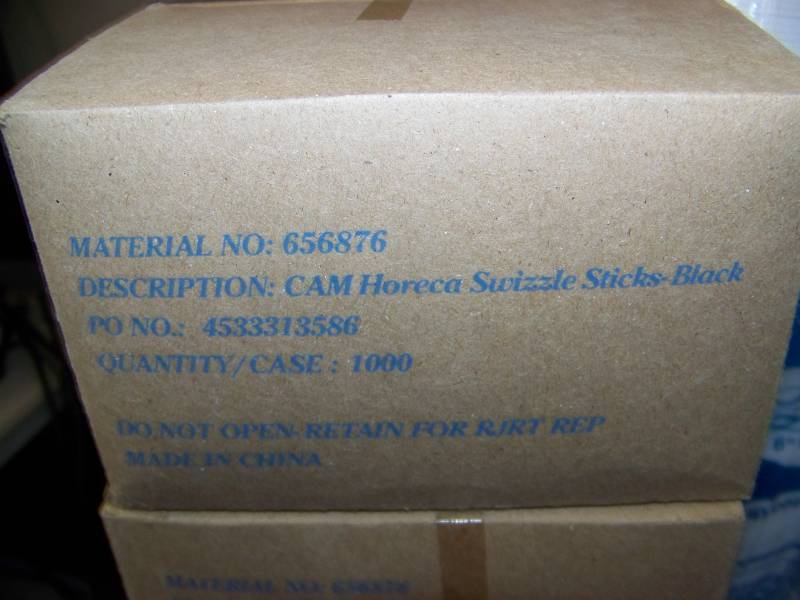 MATERIAL NO: 656876
DESCRIPTION: CAM Horeca Swizzle Sticks-Black
PO NO.: 4533313586
QUANTITY/CASE : 1000
DO NOT OPEN-RETAIN FOR RJRT REP
MADE IN CHINA
MATERIAL NO: 656876